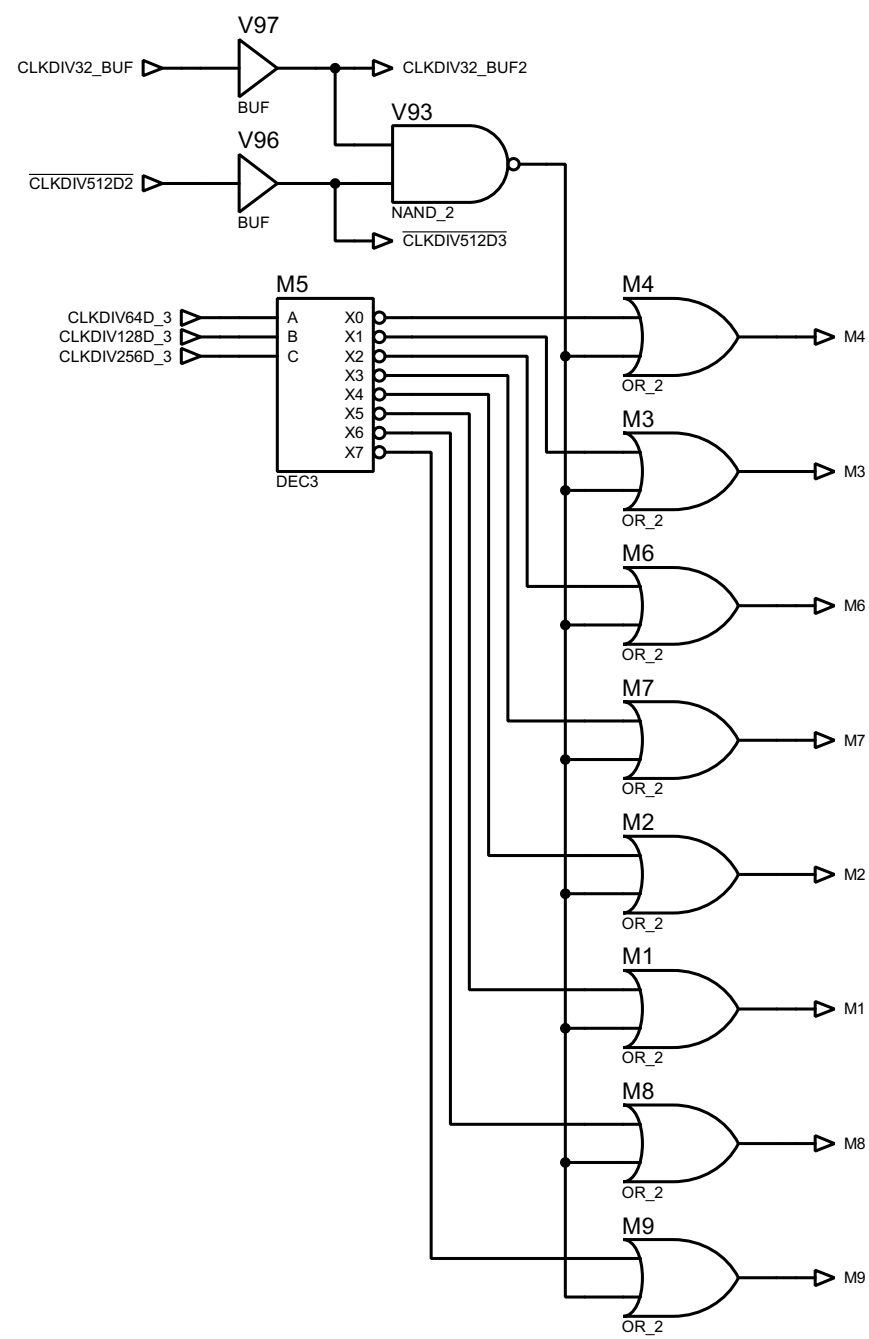 V97
CLKDIV32_BUF
CLKDIV32_BUF2
BUF
V93
V96
CLKDIV512D2
BUF
NAND_2
CLKDIV512D3
M5
M4
CLKDIV64D_3 A X0
CLKDIV128D_3 B X1 M4
CLKDIV256D_3 C X2
X3
OR_2
X4
X5
M3
X6
X7
M3
DEC3
OR_2
M6
M6
OR_2
M7
M7
OR_2
M2
M2
OR_2
M1
M1
OR_2
M8
M8
OR_2
M9
M9
OR_2